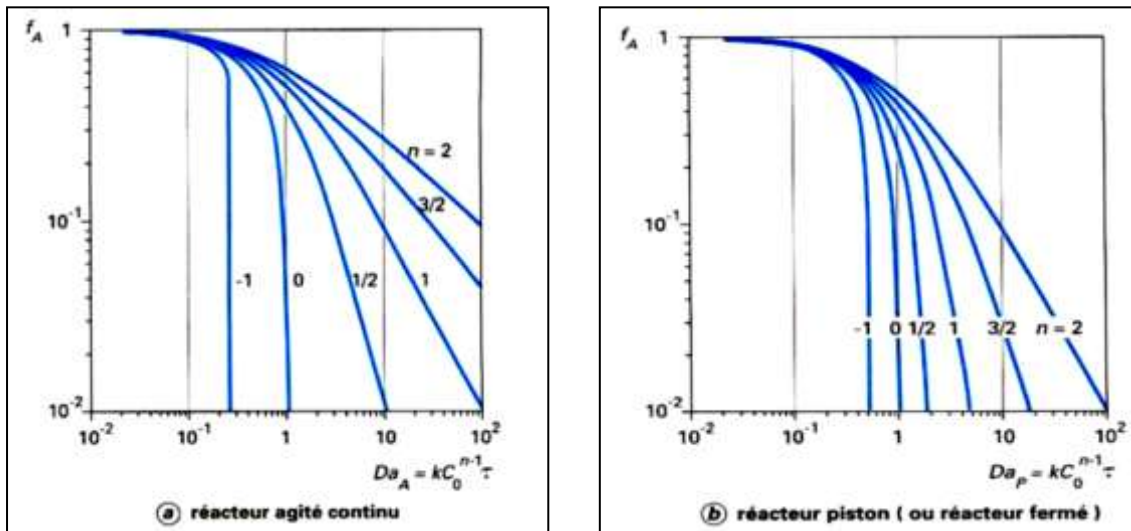 f_A 1
n = 2
3/2
10^-1
-1 0 1/2 1
10^-2
10^-2 10^-1 1 10 10^2
Da_A = kC_0^n-1 τ
ⓐ réacteur agité continu
f_A 1
10^-1
-1 0 1/2 1 3/2 n = 2
10^-2
10^-2 10^-1 1 10 10^2
Da_P = kC_0^n-1 τ
ⓑ réacteur piston ( ou réacteur fermé )